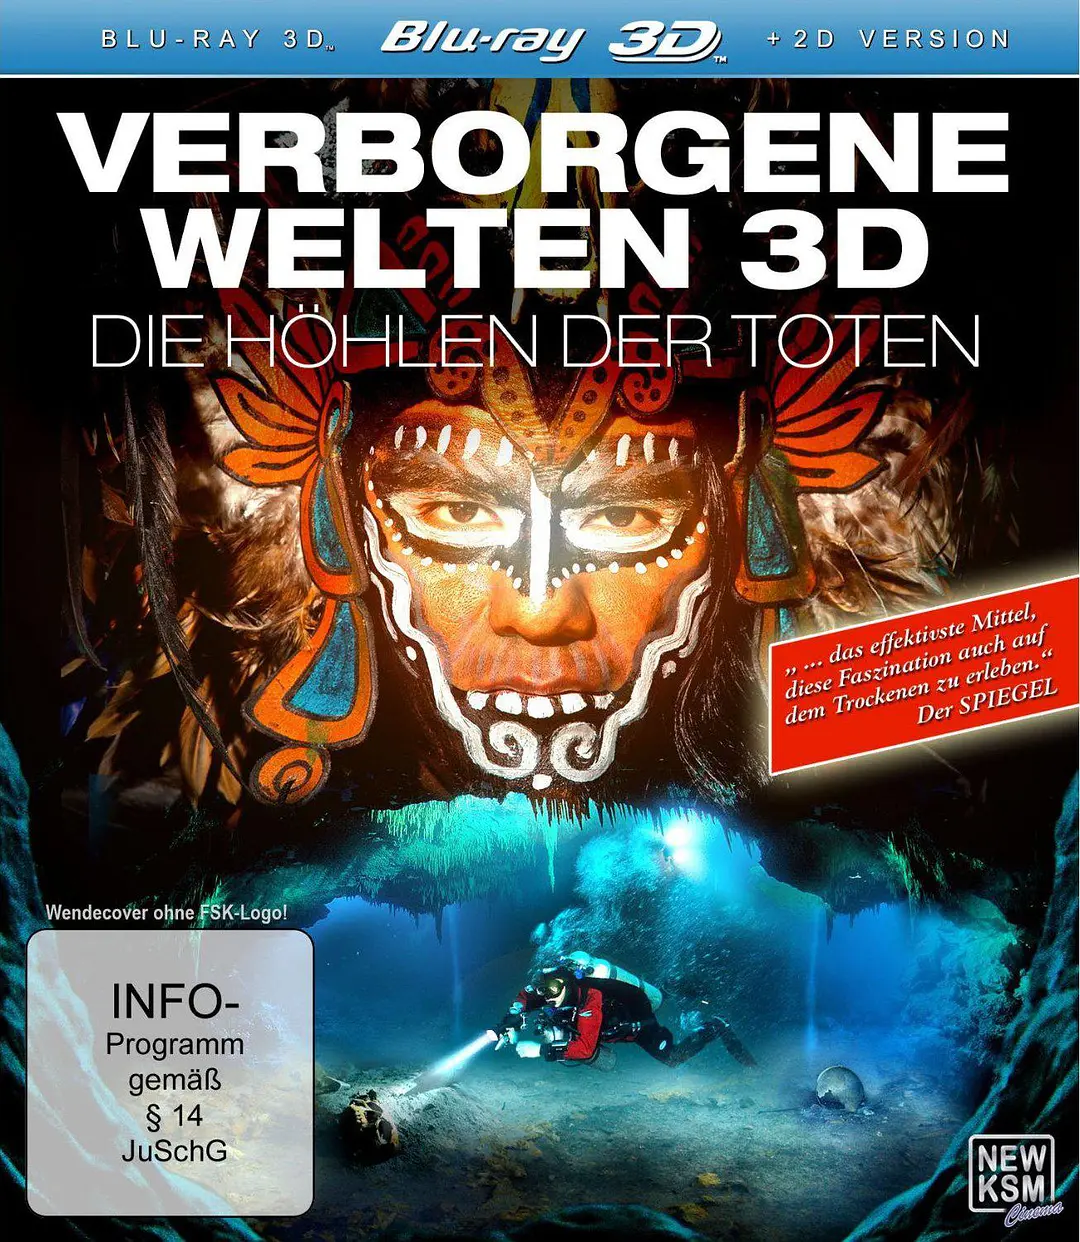 BLU-RAY 3D™ Blu-ray 3D™ + 2D VERSION
VERBORGENE
WELTEN 3D
DIE HÖHLEN DER TOTEN
„ ... das effektivste Mittel,
diese Faszination auch auf
dem Trockenen zu erleben.“
Der SPIEGEL
Wendecover ohne FSK-Logo!
INFO-
Programm
gemäß
§ 14
JuSchG
NEW
KSM
Cinema